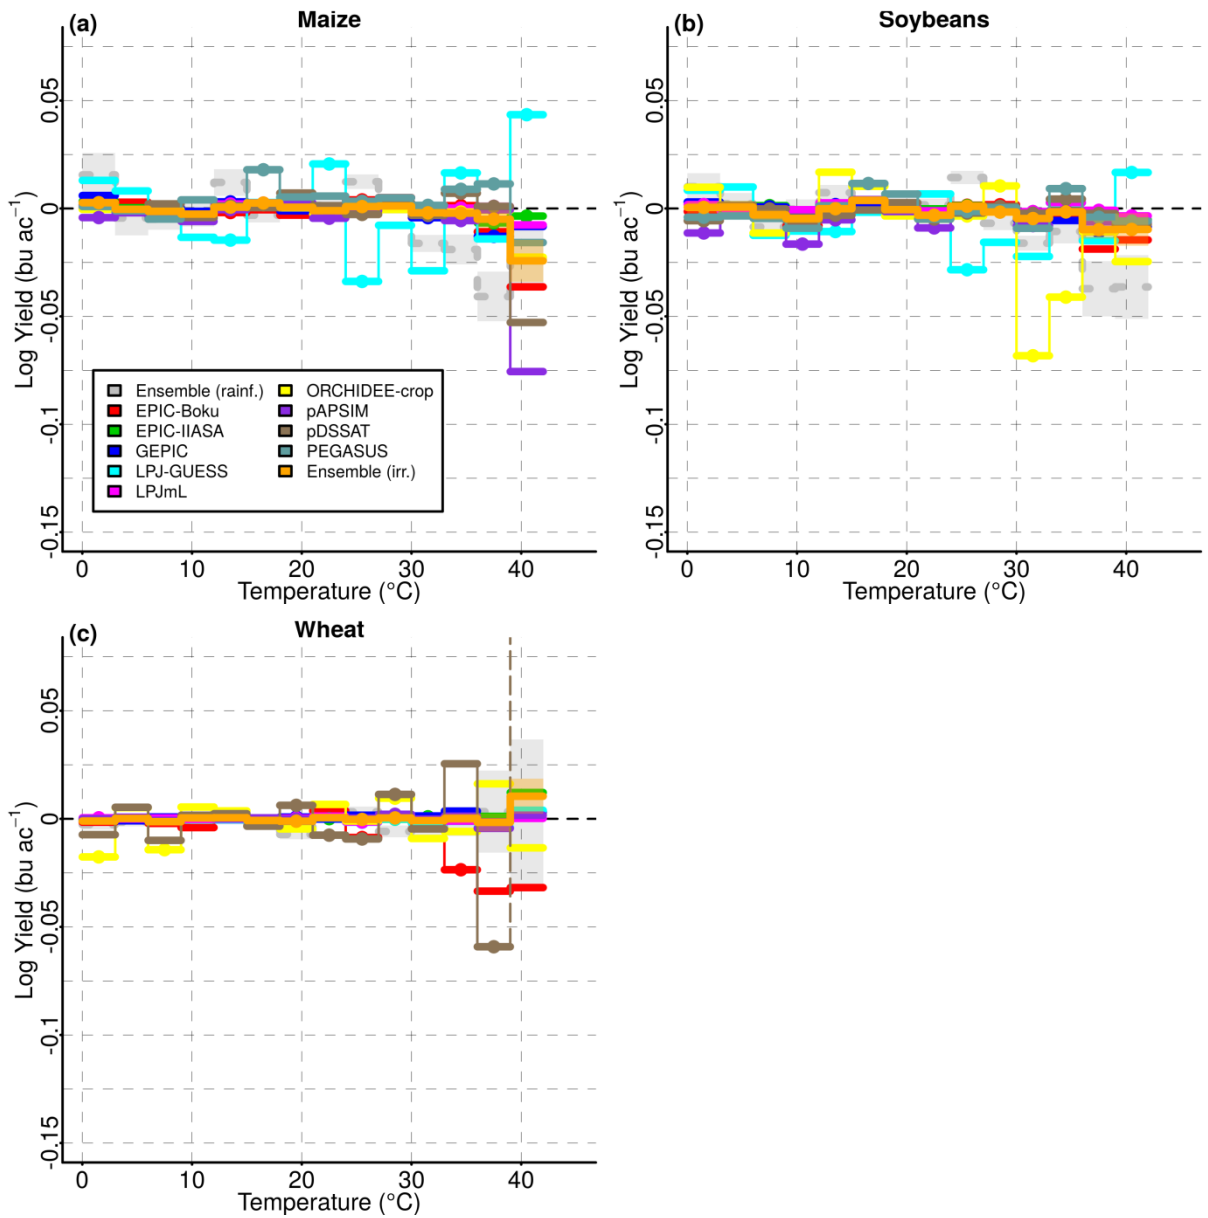 (a) Maize
Log Yield (bu ac⁻¹)
0.05
0
-0.05
-0.1
-0.15
Ensemble (rainf.)
EPIC-Boku
EPIC-IIASA
GEPIC
LPJ-GUESS
LPJmL
ORCHIDEE-crop
pAPSIM
pDSSAT
PEGASUS
Ensemble (irr.)
0 10 20 30 40
Temperature (°C)
(b) Soybeans
Log Yield (bu ac⁻¹)
0.05
0
-0.05
-0.1
-0.15
0 10 20 30 40
Temperature (°C)
(c) Wheat
Log Yield (bu ac⁻¹)
0.05
0
-0.05
-0.1
-0.15
0 10 20 30 40
Temperature (°C)